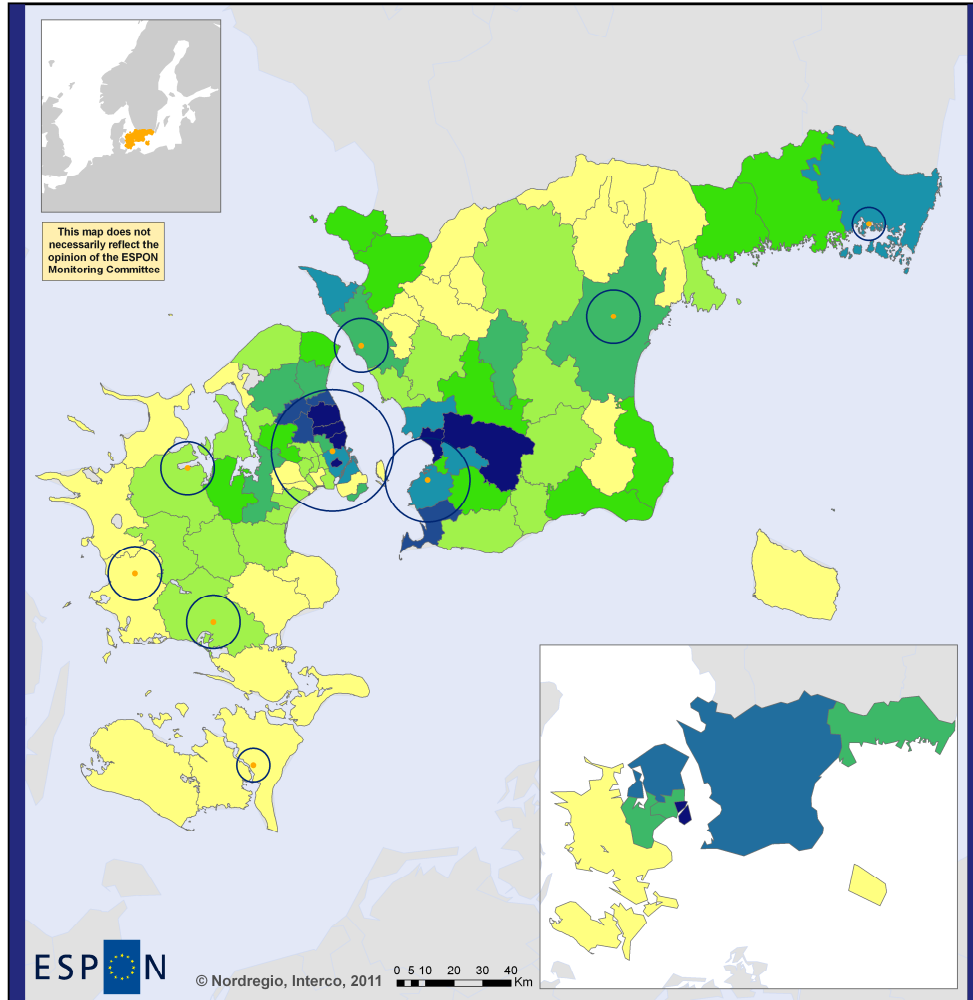 This map does not
necessarily reflect the
opinion of the ESPON
Monitoring Committee
ESPON
© Nordregio, Interco, 2011
0 5 10 20 30 40
Km